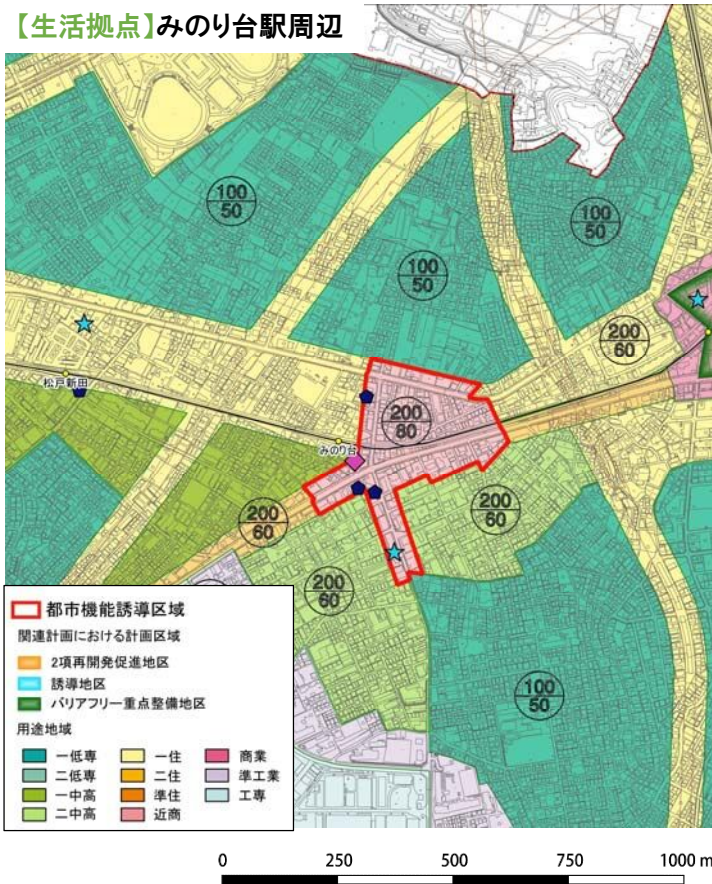 【生活拠点】みのり台駅周辺
100
50
100
50
100
50
200
60
松戸新田
200
80
みのり台
200
60
200
60
200
60
100
50
都市機能誘導区域
関連計画における計画区域
2項再開発促進地区
誘導地区
バリアフリー重点整備地区
用途地域
一低専 一住 商業
二低専 二住 準工業
一中高 準住 工専
二中高 近商
0 250 500 750 1000 m